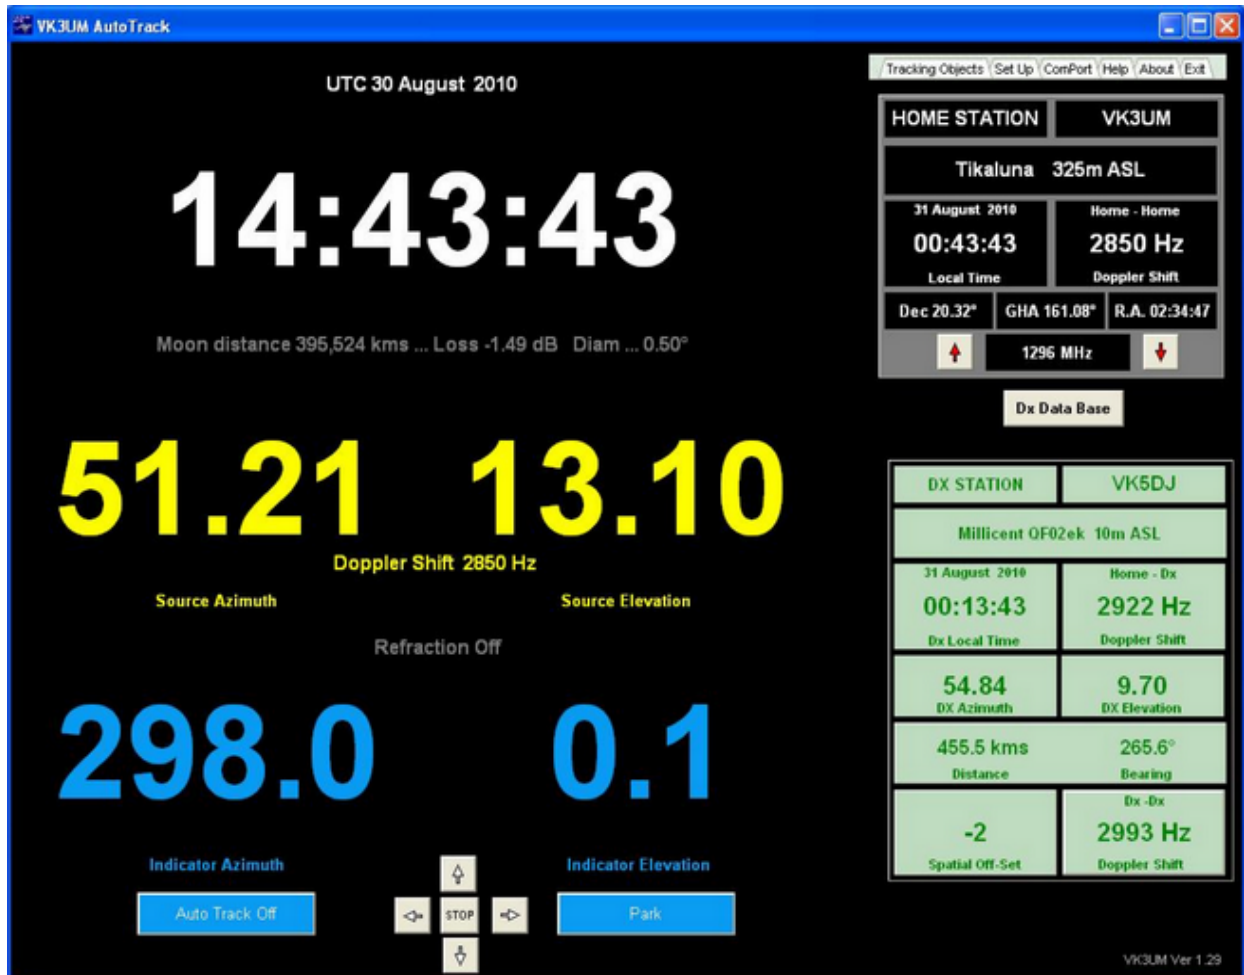 VK3UM AutoTrack
UTC 30 August 2010
14:43:43
Moon distance 395,524 kms ... Loss -1.49 dB Diam ... 0.50°
51.21 13.10
Doppler Shift 2850 Hz
Source Azimuth Source Elevation
Refraction Off
298.0 0.1
Indicator Azimuth Indicator Elevation
Auto Track Off STOP Park
Tracking Objects Set Up ComPort Help About Exit
HOME STATION VK3UM
Tikaluna 325m ASL
31 August 2010 Home - Home
00:43:43 2850 Hz
Local Time Doppler Shift
Dec 20.32° GHA 161.08° R.A. 02:34:47
1296 MHz
Dx Data Base
DX STATION VK5DJ
Millicent QF02ek 10m ASL
31 August 2010 Home - Dx
00:13:43 2922 Hz
Dx Local Time Doppler Shift
54.84 9.70
DX Azimuth DX Elevation
455.5 kms 265.6°
Distance Bearing
Dx -Dx
-2 2993 Hz
Spatial Off-Set Doppler Shift
VK3UM Ver 1.29